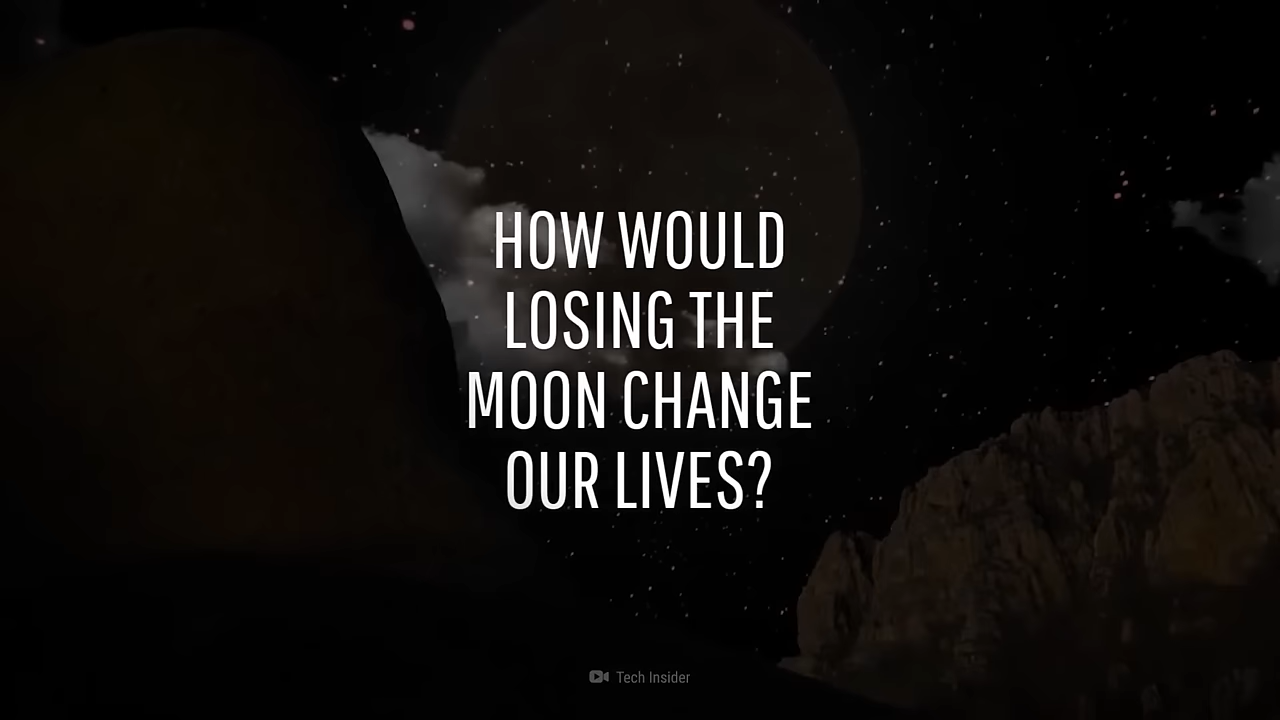 HOW WOULD
LOSING THE
MOON CHANGE
OUR LIVES?
Tech Insider